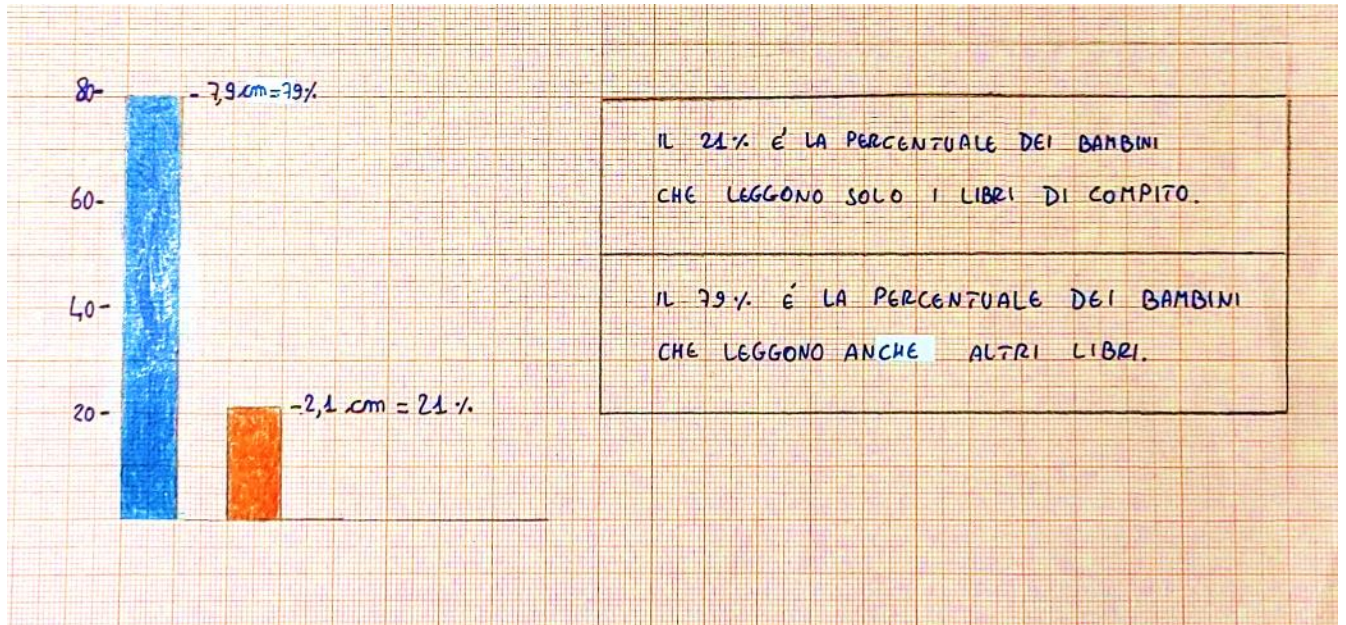 80-
- 7,9 cm = 79%
60-
40-
20-
-2,1 cm = 21 %
IL 21% É LA PERCENTUALE DEI BAMBINI
CHE LEGGONO SOLO I LIBRI DI COMPITO.
IL 79% É LA PERCENTUALE DEI BAMBINI
CHE LEGGONO ANCHE ALTRI LIBRI.